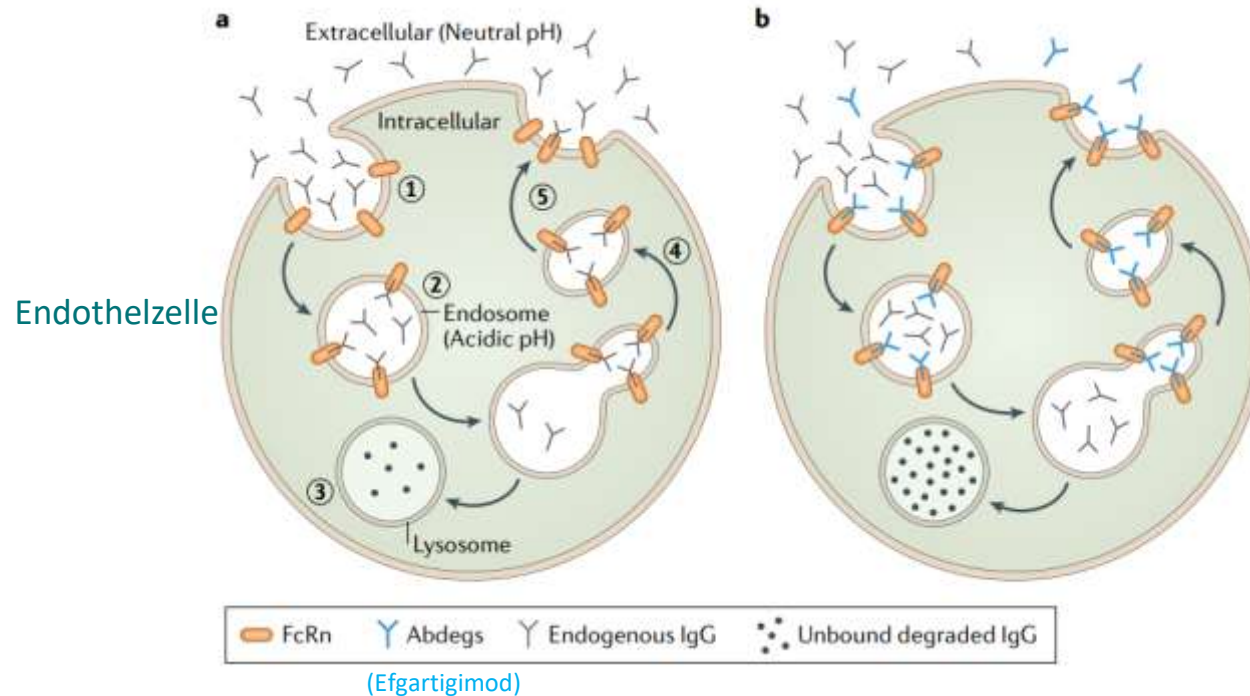 a
Extracellular (Neutral pH)
Intracellular
①
⑤
②
④
Endosome
(Acidic pH)
③
Lysosome
Endothelzelle
b
FcRn
Abdegs
Endogenous IgG
Unbound degraded IgG
(Efgartigimod)